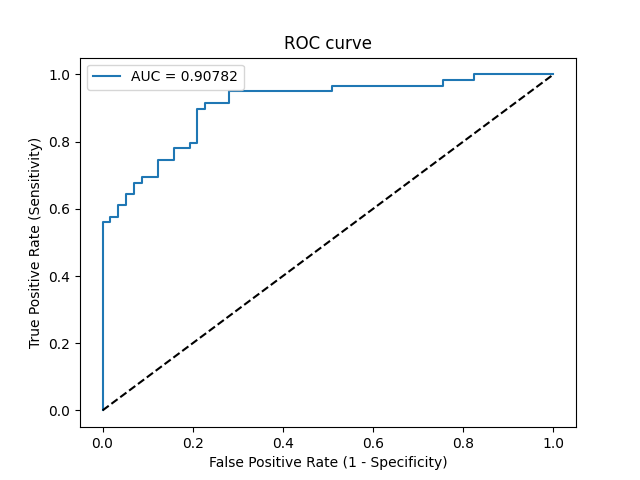 ROC curve
AUC = 0.90782
1.0
0.8
0.6
0.4
0.2
0.0
True Positive Rate (Sensitivity)
0.0 0.2 0.4 0.6 0.8 1.0
False Positive Rate (1 - Specificity)